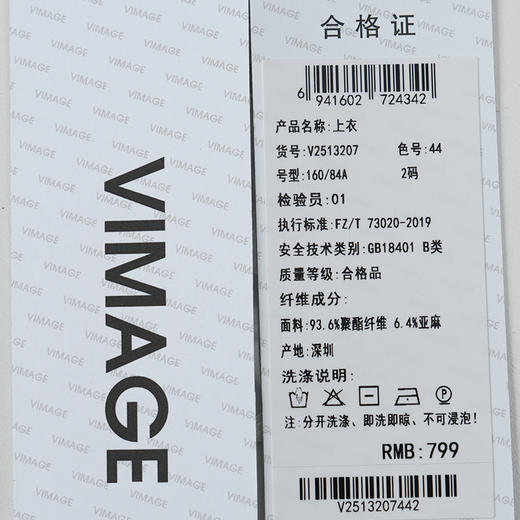 VIMAGE
合格证
6 941602 724342
产品名称:上衣
货号:V2513207 色号:44
号型:160/84A 2码
检验员:01
执行标准:FZ/T 73020-2019
安全技术类别:GB18401 B类
质量等级:合格品
纤维成分:
面料:93.6%聚酯纤维 6.4%亚麻
产地:深圳
洗涤说明:
注:分开洗涤、即洗即晾、不可浸泡!
RMB:799
V2513207442